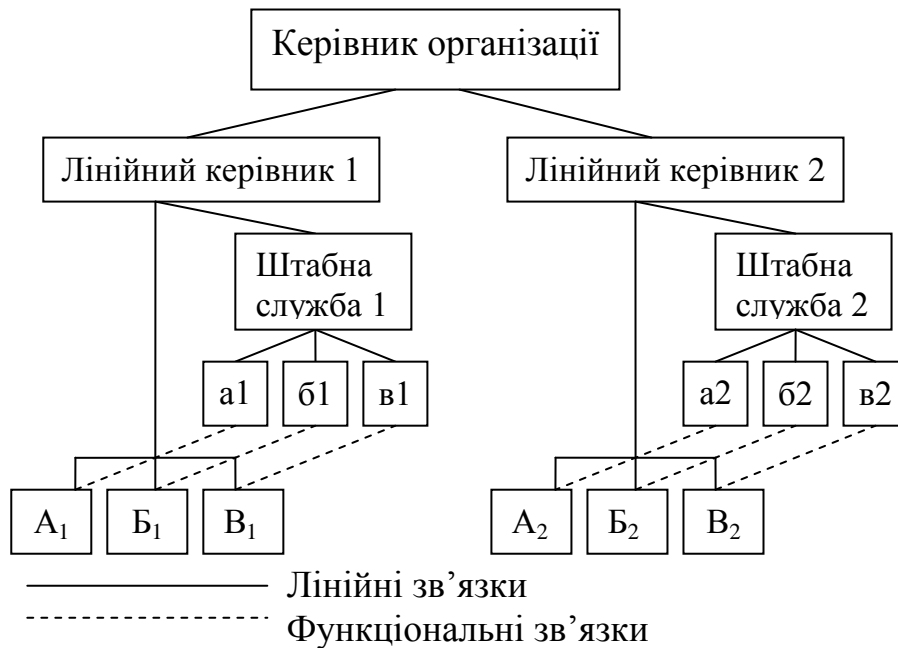 Керівник організації
Лінійний керівник 1
Лінійний керівник 2
Штабна
служба 1
Штабна
служба 2
а1
б1
в1
а2
б2
в2
А₁
Б₁
В₁
А₂
Б₂
В₂
Лінійні зв’язки
Функціональні зв’язки